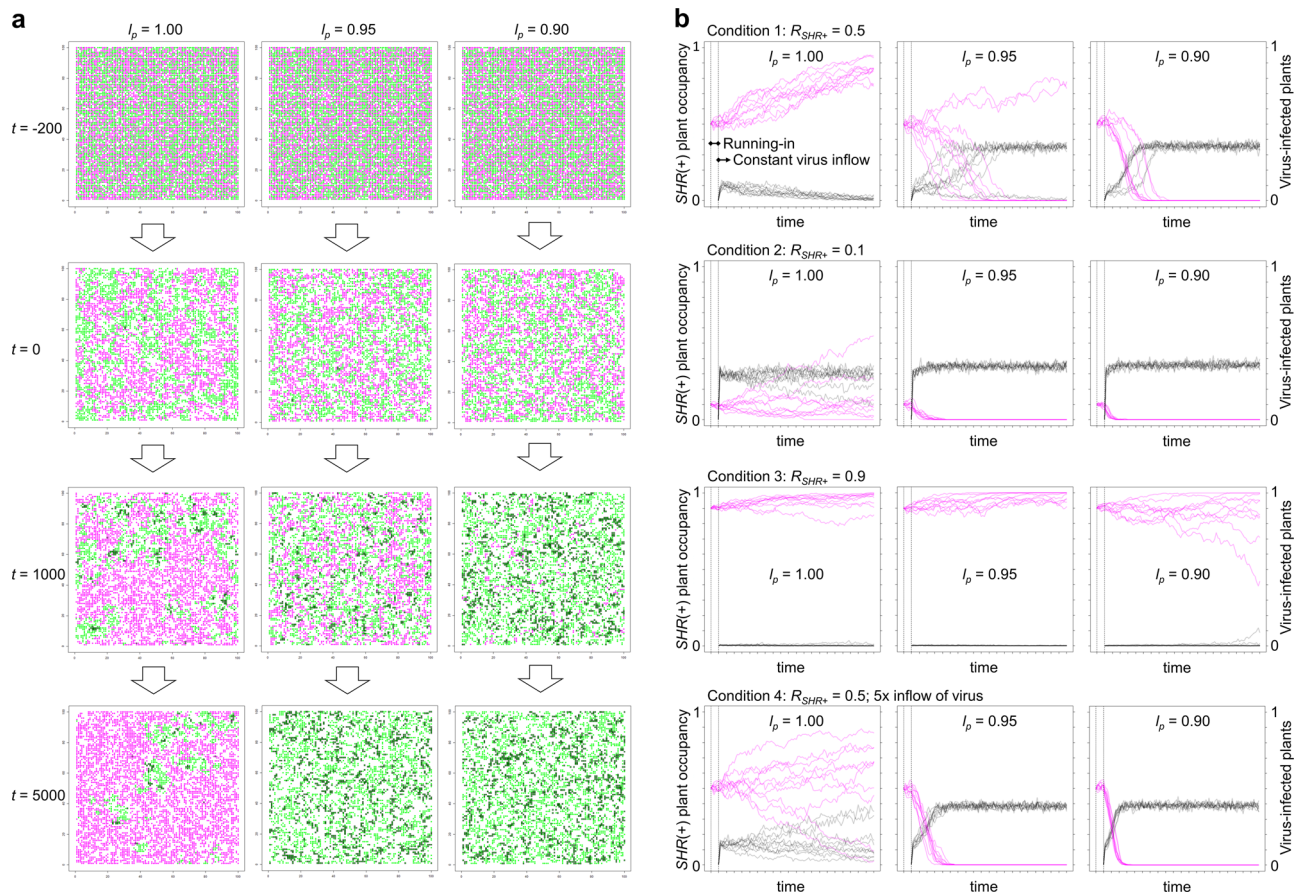 a
I_p = 1.00
I_p = 0.95
I_p = 0.90
t = -200
t = 0
t = 1000
t = 5000
b
Condition 1: R_SHR+ = 0.5
1
I_p = 1.00
I_p = 0.95
I_p = 0.90
1
Running-in
Constant virus inflow
SHR(+) plant occupancy
Virus-infected plants
0
0
time
time
time
Condition 2: R_SHR+ = 0.1
1
I_p = 1.00
I_p = 0.95
I_p = 0.90
1
SHR(+) plant occupancy
Virus-infected plants
0
0
time
time
time
Condition 3: R_SHR+ = 0.9
1
1
I_p = 1.00
I_p = 0.95
I_p = 0.90
SHR(+) plant occupancy
Virus-infected plants
0
0
time
time
time
Condition 4: R_SHR+ = 0.5; 5x inflow of virus
1
I_p = 1.00
I_p = 0.95
I_p = 0.90
1
SHR(+) plant occupancy
Virus-infected plants
0
0
time
time
time